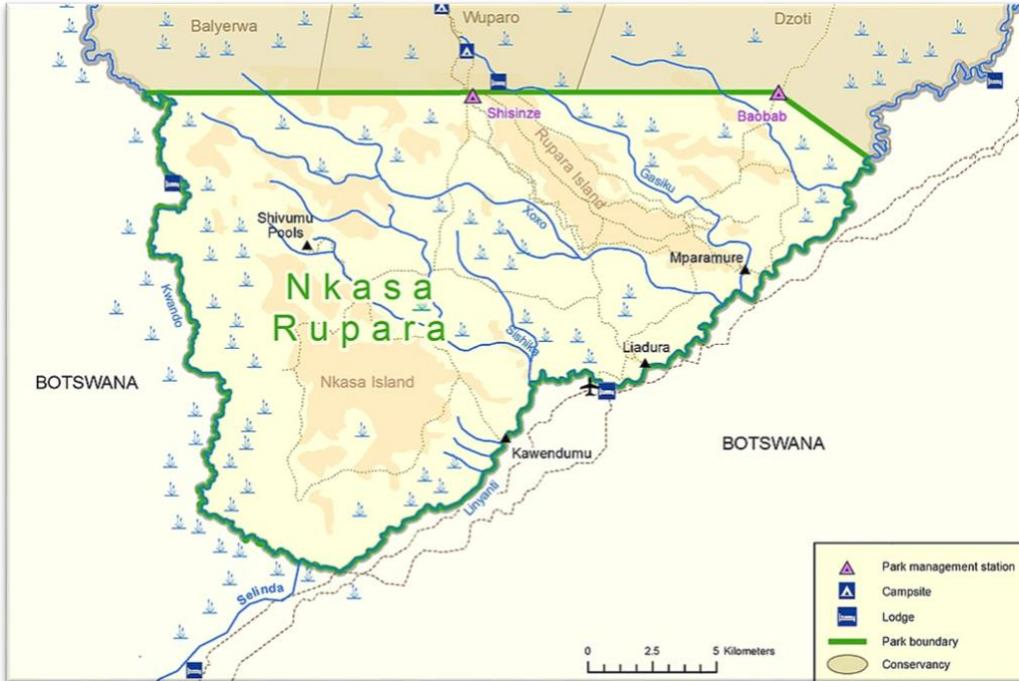 Balyerwa
Wuparo
Dzoti
Shisinze
Baobab
Rupara Island
Gasiku
Xoxo
Shivumu
Pools
Mparamure
Kwando
Nkasa
Rupara
Sishika
Liadura
BOTSWANA
Nkasa Island
BOTSWANA
Kawendumu
Linyanti
Selinda
Park management station
Campsite
Lodge
Park boundary
Conservancy
0 2.5 5 Kilometers